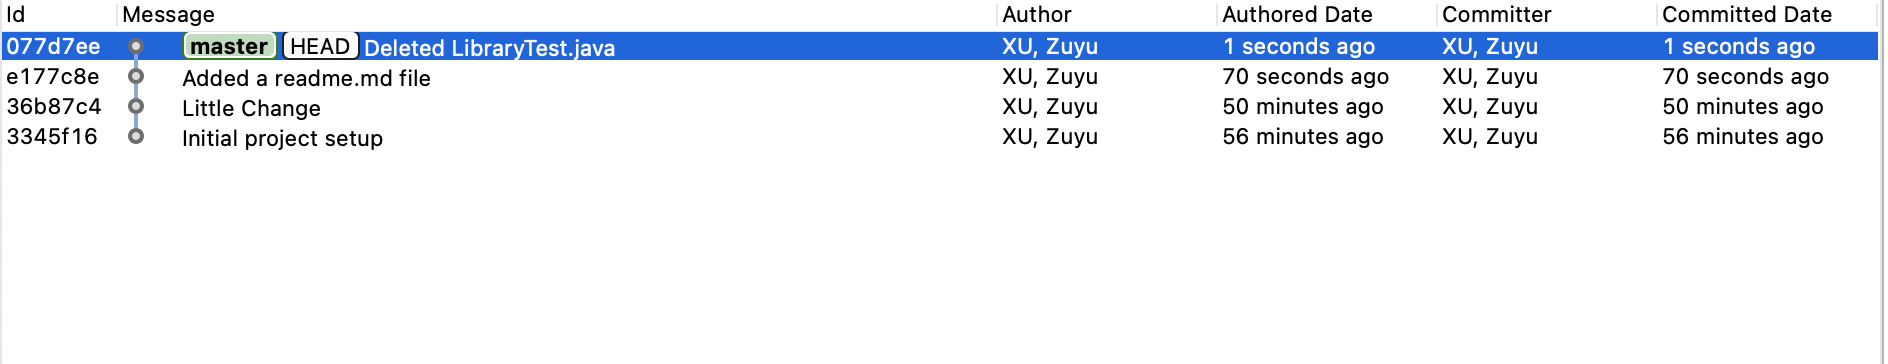 Id Message Author Authored Date Committer Committed Date
077d7ee master HEAD Deleted LibraryTest.java XU, Zuyu 1 seconds ago XU, Zuyu 1 seconds ago
e177c8e Added a readme.md file XU, Zuyu 70 seconds ago XU, Zuyu 70 seconds ago
36b87c4 Little Change XU, Zuyu 50 minutes ago XU, Zuyu 50 minutes ago
3345f16 Initial project setup XU, Zuyu 56 minutes ago XU, Zuyu 56 minutes ago